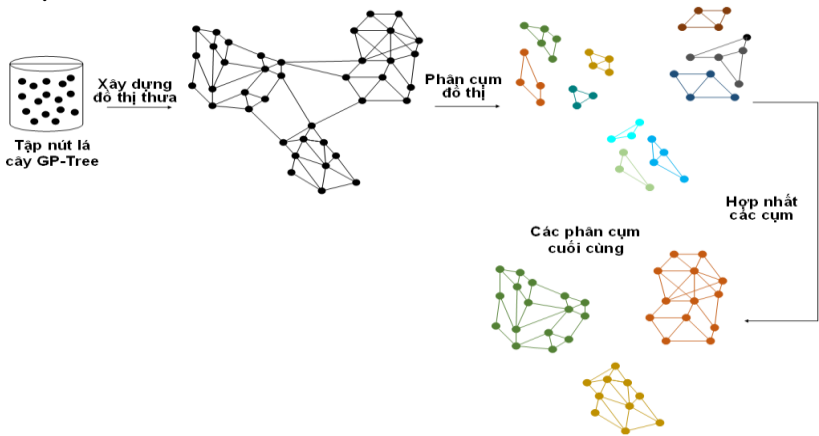 Xây dựng
đồ thị thưa
Phân cụm
đồ thị
Tập nút lá
cây GP-Tree
Hợp nhất
các cụm
Các phân cụm
cuối cùng